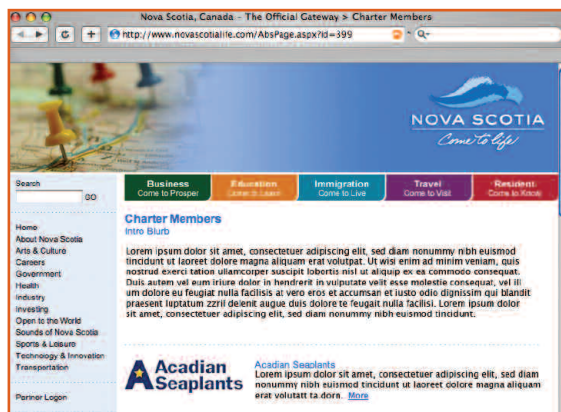 Nova Scotia, Canada - The Official Gateway > Charter Members
http://www.novascotialife.com/AbsPage.aspx?id=399
NOVA SCOTIA
Come to life
Search
GO
Business
Come to Prosper
Education
Come to Learn
Immigration
Come to Live
Travel
Come to Visit
Resident
Come to Know
Home
About Nova Scotia
Arts & Culture
Careers
Government
Health
Industry
Investing
Open to the World
Sounds of Nova Scotia
Sports & Leisure
Technology & Innovation
Transportation
Partner Logon
Charter Members
Intro Blurb
Lorem ipsum dolor sit amet, consectetuer adipiscing elit, sed diam nonummy nibh euismod
tincidunt ut laoreet dolore magna aliquam erat volutpat. Ut wisi enim ad minim veniam, quis
nostrud exerci tation ullamcorper suscipit lobortis nisl ut aliquip ex ea commodo consequat.
Duis autem vel eum iriure dolor in hendrerit in vulputate velit esse molestie consequat, vel ill
um dolore eu feugiat nulla facilisis at vero eros et accumsan et iusto odio dignissim qui blandit
praesent luptatum zzril delenit augue duis dolore te feugait nulla facilisi. Lorem ipsum dolor
sit amet, consectetuer adipiscing elit, sed diam nonummy nibh euismod tincidunt.
Acadian
Seaplants
Acadian Seaplants
Lorem ipsum dolor sit amet, consectetuer adipiscing elit, sed diam
nonummy nibh euismod tincidunt ut laoreet dolore magna aliquam
erat volutatt ta dorn. More